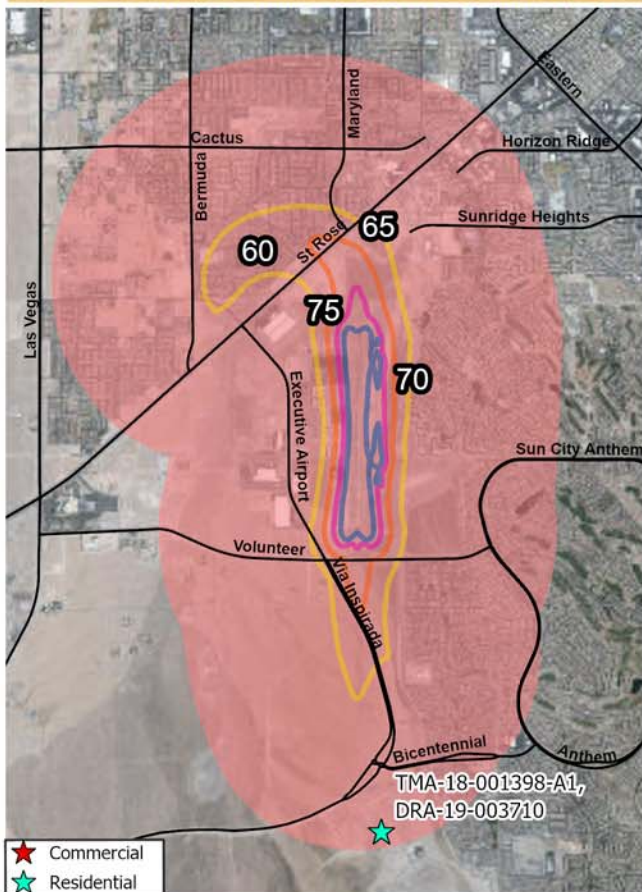 Eastern
Maryland
Cactus
Horizon Ridge
Bermuda
Sunridge Heights
65
St Rose
60
Las Vegas
75
70
Executive Airport
Sun City Anthem
Volunteer
Via Inspirada
Bicentennial
Anthem
TMA-18-001398-A1,
DRA-19-003710
Commercial
Residential